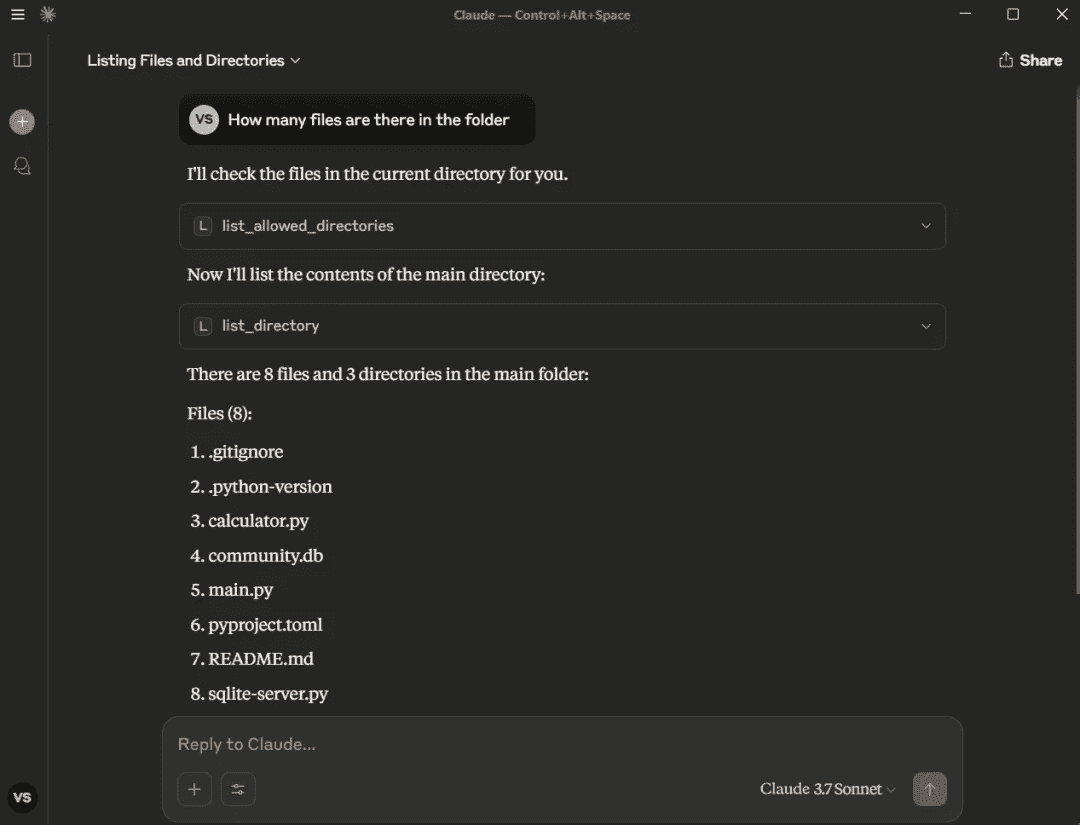 Claude — Control+Alt+Space
Listing Files and Directories
Share
VS How many files are there in the folder
I'll check the files in the current directory for you.
L list_allowed_directories
Now I'll list the contents of the main directory:
L list_directory
There are 8 files and 3 directories in the main folder:
Files (8):
1. .gitignore
2. .python-version
3. calculator.py
4. community.db
5. main.py
6. pyproject.toml
7. README.md
8. sqlite-server.py
Reply to Claude...
Claude 3.7 Sonnet
VS